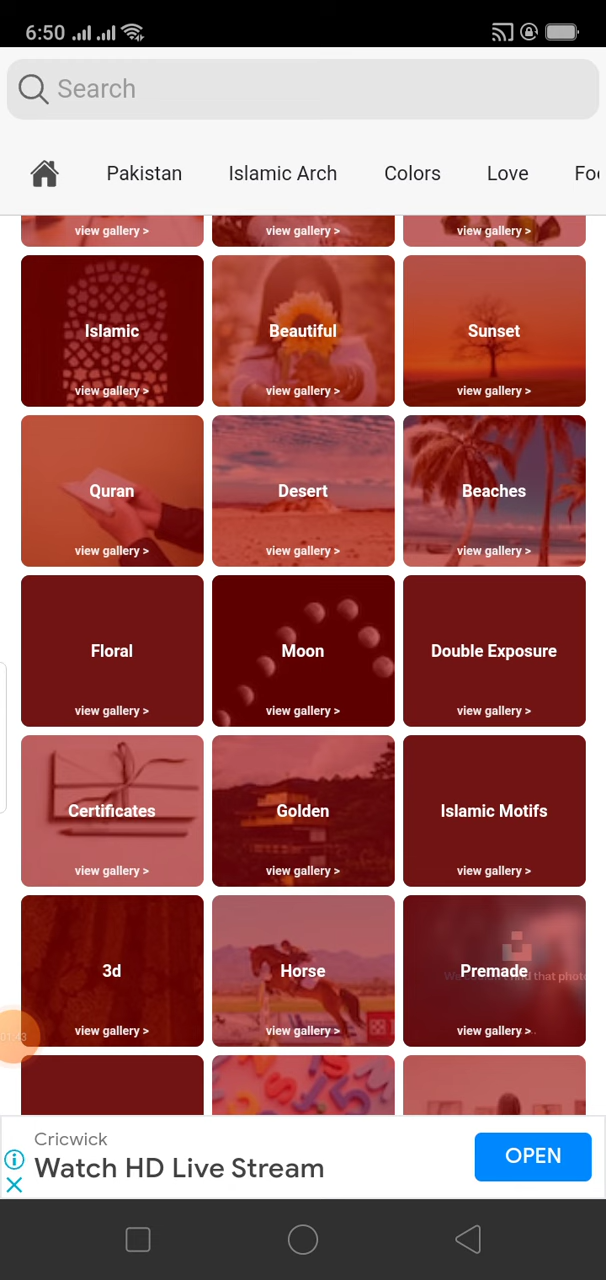 6:50
Search
Pakistan Islamic Arch Colors Love
view gallery > view gallery > view gallery >
Islamic Beautiful Sunset
view gallery > view gallery > view gallery >
Quran Desert Beaches
view gallery > view gallery > view gallery >
Floral Moon Double Exposure
view gallery > view gallery > view gallery >
Certificates Golden Islamic Motifs
view gallery > view gallery > view gallery >
3d Horse Premade
view gallery > view gallery > view gallery >
01:43
Cricwick
Watch HD Live Stream
OPEN